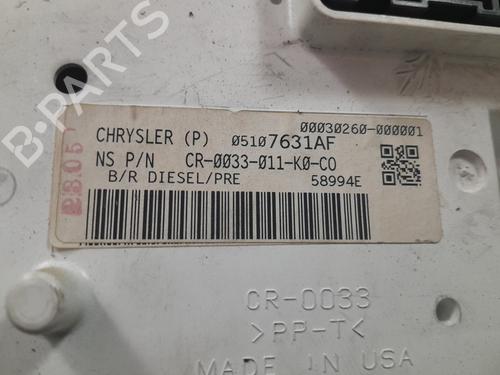 00030260-000001
CHRYSLER (P) 05107631AF
NS P/N CR-0033-011-K0-C0
B/R DIESEL/PRE 58994E
CR-0033
>PP-T<
MADE IN USA